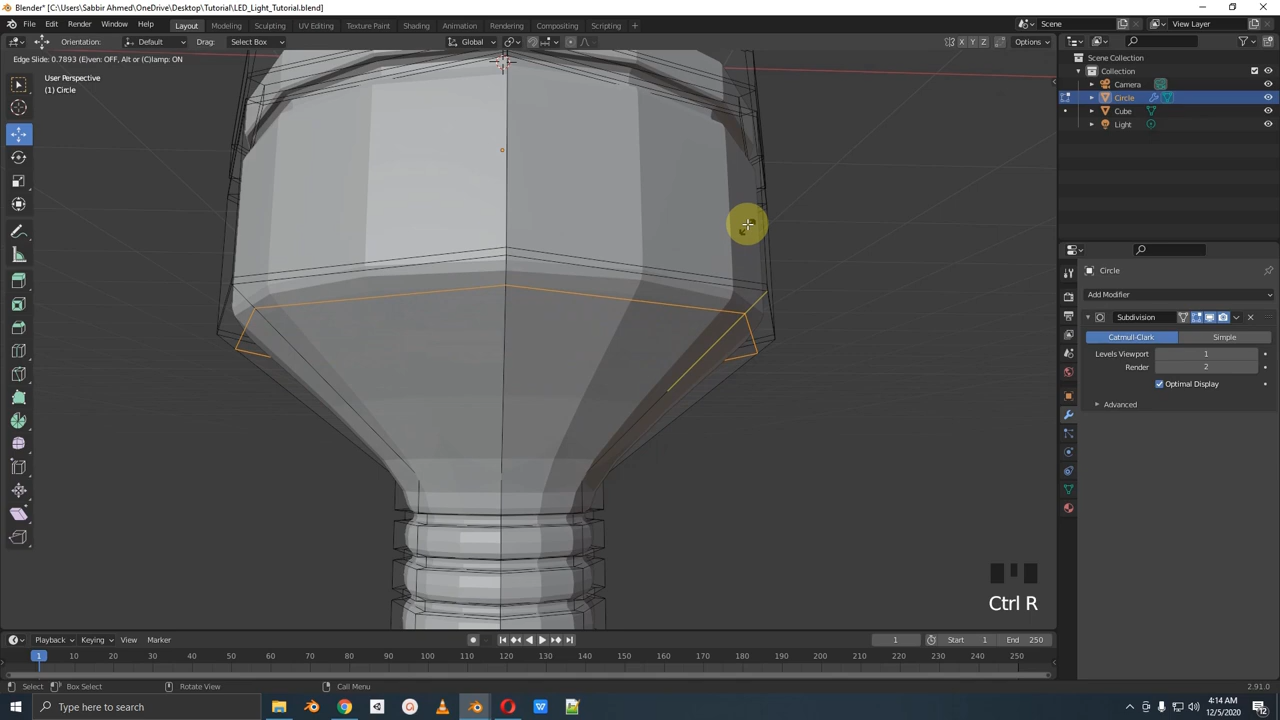 Blender* [C:\Users\Sabbir Ahmed\OneDrive\Desktop\Tutorial\LED_Light_Tutorial.blend]
File Edit Render Window Help Layout Modeling Sculpting UV Editing Texture Paint Shading Animation Rendering Compositing Scripting + Scene View Layer
Orientation: Default Drag: Select Box Global X Y Z Options
Edge Slide: 0.7893 (Even: OFF, Alt or (C)lamp: ON
User Perspective
(1) Circle
Scene Collection
Collection
Camera
Circle
Cube
Light
Circle
Add Modifier
Subdivision
Catmull-Clark Simple
Levels Viewport 1
Render 2
Optimal Display
Advanced
Ctrl R
Playback Keying View Marker 1 Start 1 End 250
1 10 20 30 40 50 60 70 80 90 100 110 120 130 140 150 160 170 180 190 200 210 220 230 240 250
Select Box Select Rotate View Call Menu 2.91.0
Type here to search
4:14 AM
12/5/2020
12